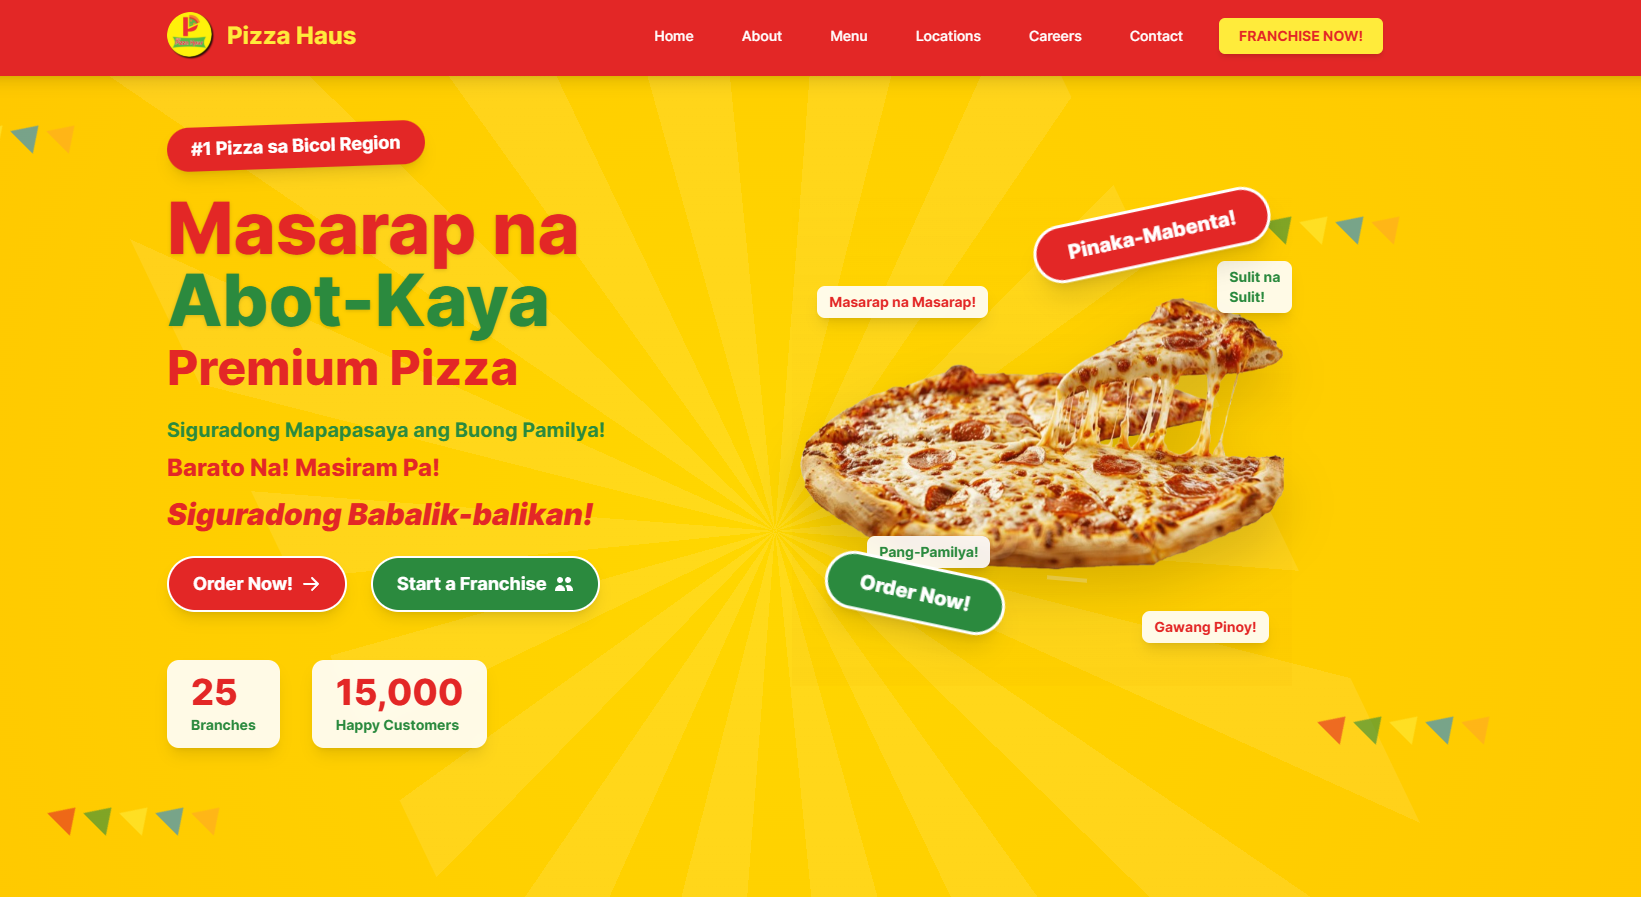 Pizza Haus
Home
About
Menu
Locations
Careers
Contact
FRANCHISE NOW!
#1 Pizza sa Bicol Region
Masarap na
Abot-Kaya
Premium Pizza
Siguradong Mapapasaya ang Buong Pamilya!
Barato Na! Masiram Pa!
Siguradong Babalik-balikan!
Order Now!
Start a Franchise
25
Branches
15,000
Happy Customers
Pinaka-Mabenta!
Sulit na
Sulit!
Masarap na Masarap!
Pang-Pamilya!
Order Now!
Gawang Pinoy!